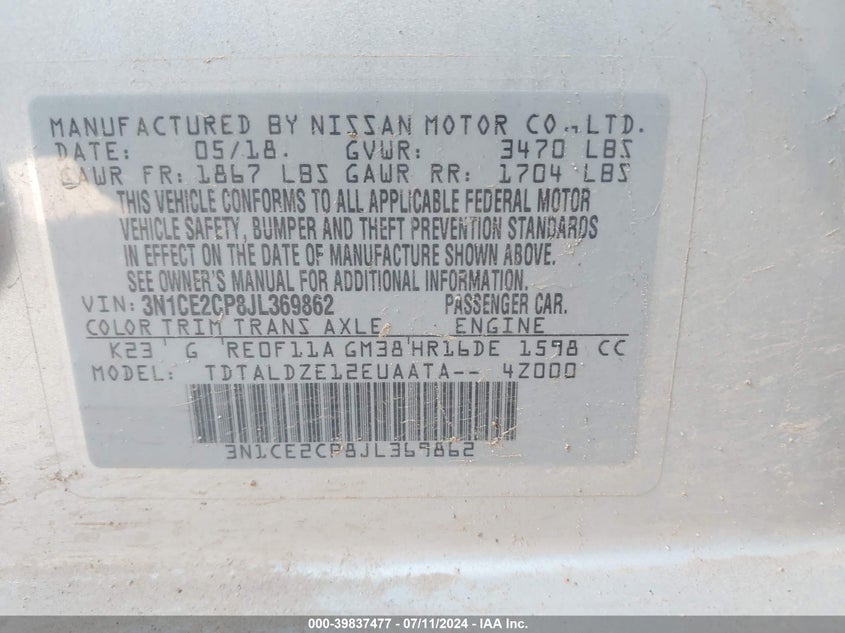 MANUFACTURED BY NISSAN MOTOR CO., LTD.
DATE: 05/18. GVWR: 3470 LBS
GAWR FR: 1867 LBS GAWR RR: 1704 LBS
THIS VEHICLE CONFORMS TO ALL APPLICABLE FEDERAL MOTOR
VEHICLE SAFETY, BUMPER AND THEFT PREVENTION STANDARDS
IN EFFECT ON THE DATE OF MANUFACTURE SHOWN ABOVE.
SEE OWNER'S MANUAL FOR ADDITIONAL INFORMATION.
VIN: 3N1CE2CP8JL369862 PASSENGER CAR.
COLOR TRIM TRANS AXLE ENGINE
K23 G RE0F11A GM38 HR16DE 1598 CC
MODEL: TDTALDZE12EUAATA-- 4Z000
3N1CE2CP8JL369862
000-39837477 - 07/11/2024 - IAA Inc.